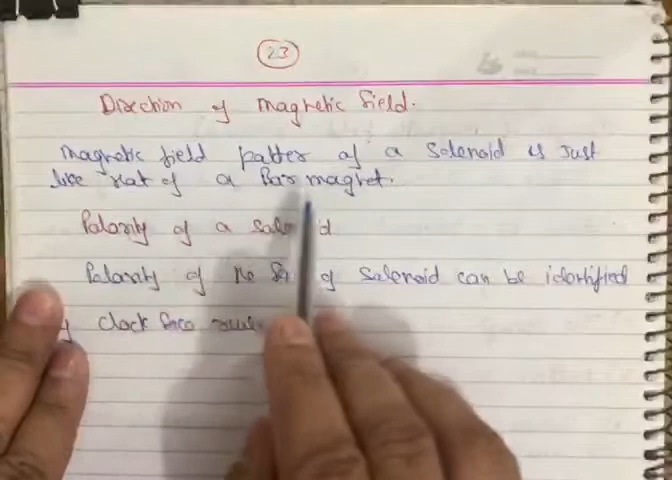 23
Direction of magnetic field.
Magnetic field patter of a Solenoid is Just
like that of a Bar magnet.
Polarity of a
Polarity of the of Solenoid can be identified
clock face rule